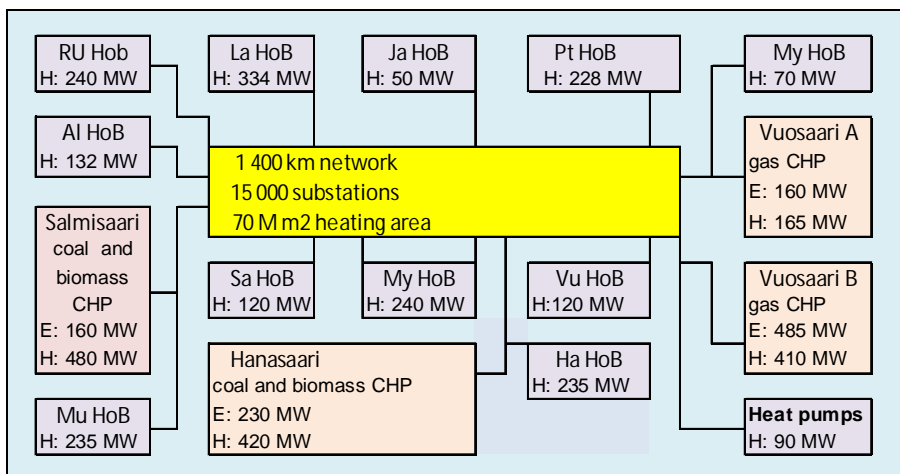 RU Hob
H: 240 MW
La HoB
H: 334 MW
Ja HoB
H: 50 MW
Pt HoB
H: 228 MW
My HoB
H: 70 MW
Al HoB
H: 132 MW
1 400 km network
15 000 substations
70 M m2 heating area
Vuosaari A
gas CHP
E: 160 MW
H: 165 MW
Salmisaari
coal and
biomass
CHP
E: 160 MW
H: 480 MW
Sa HoB
H: 120 MW
My HoB
H: 240 MW
Vu HoB
H:120 MW
Vuosaari B
gas CHP
E: 485 MW
H: 410 MW
Hanasaari
coal and biomass CHP
E: 230 MW
H: 420 MW
Ha HoB
H: 235 MW
Mu HoB
H: 235 MW
Heat pumps
H: 90 MW